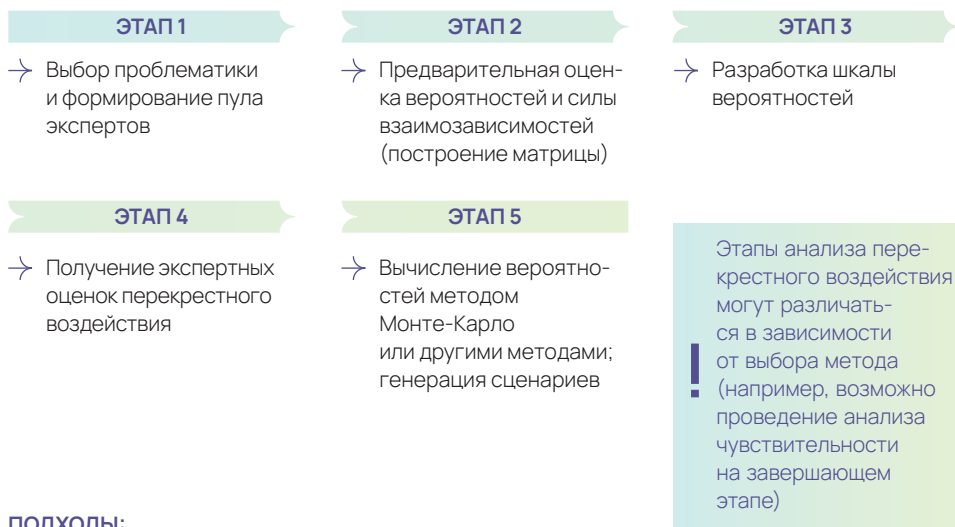 ЭТАП 1
Выбор проблематики
и формирование пула
экспертов
ЭТАП 2
Предварительная оцен-
ка вероятностей и силы
взаимозависимостей
(построение матрицы)
ЭТАП 3
Разработка шкалы
вероятностей
ЭТАП 4
Получение экспертных
оценок перекрестного
воздействия
ЭТАП 5
Вычисление вероятно-
стей методом
Монте-Карло
или другими методами;
генерация сценариев
!
Этапы анализа пере-
крестного воздействия
могут различать-
ся в зависимости
от выбора метода
(например, возможно
проведение анализа
чувствительности
на завершающем
этапе)
ПОДХОДЫ: